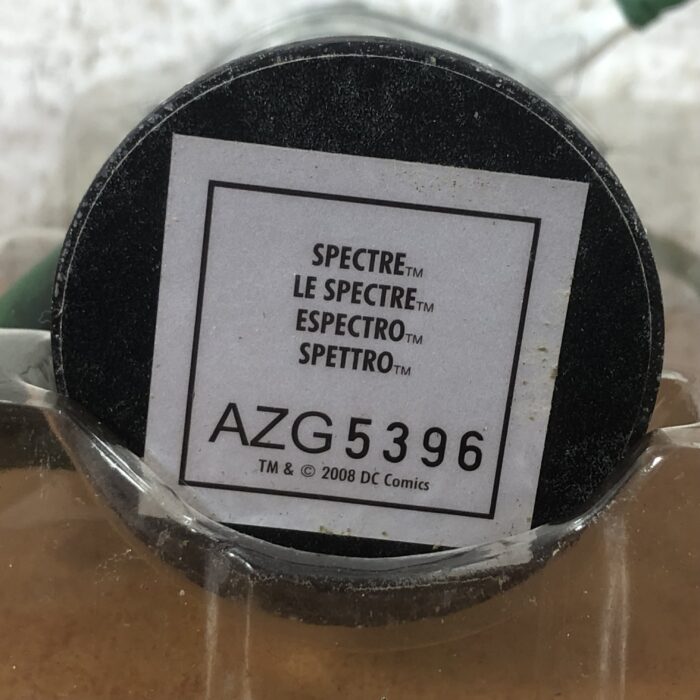 SPECTRE™
LE SPECTRE™
ESPECTRO™
SPETTRO™
AZG5396
TM & © 2008 DC Comics